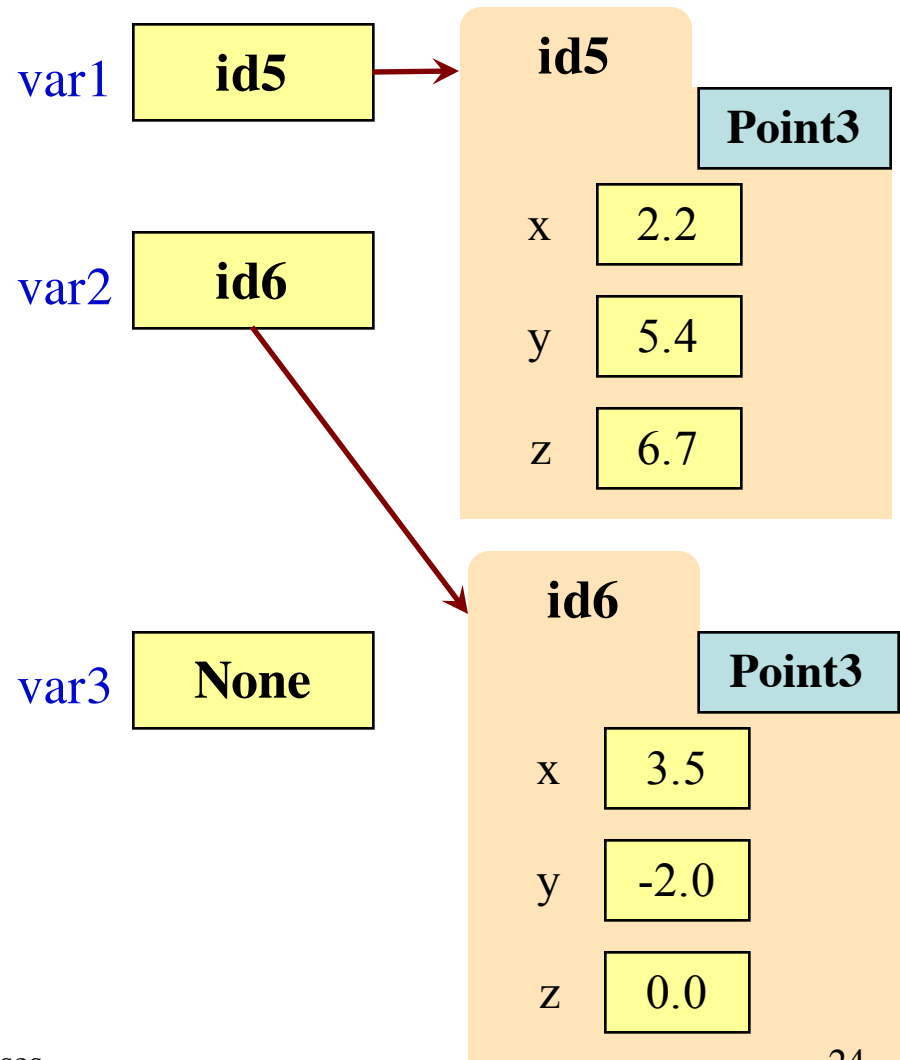 var1 id5
id5
Point3
x 2.2
y 5.4
z 6.7
var2 id6
id6
Point3
x 3.5
y -2.0
z 0.0
var3 None
24